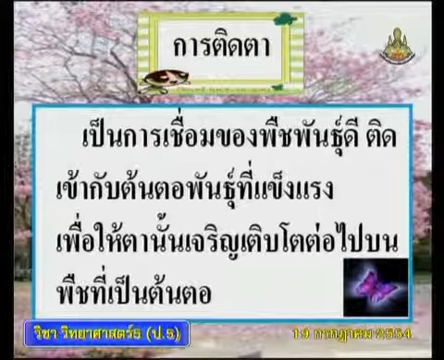 การติดตา
เป็นการเชื่อมของพืชพันธุ์ดี ติด
เข้ากับต้นตอพันธุ์ที่แข็งแรง
เพื่อให้ตานั้นเจริญเติบโตต่อไปบน
พืชที่เป็นต้นตอ
วิชา วิทยาศาสตร์5 (ป.5)
19 กรกฎาคม 2554